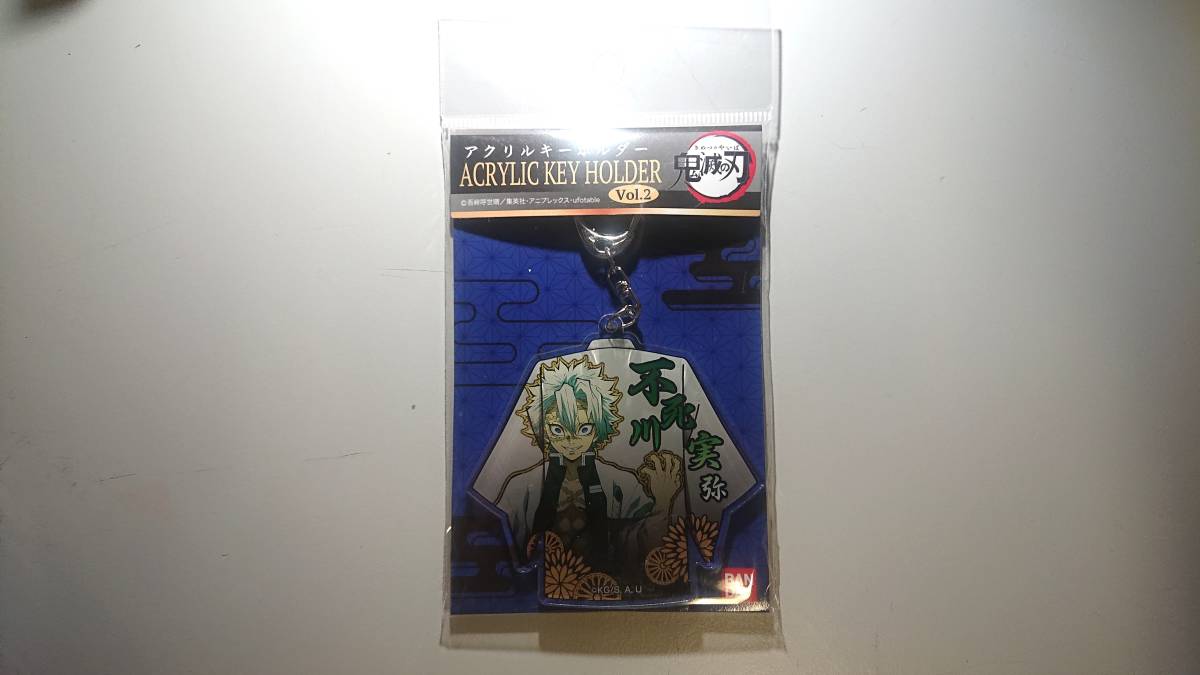 アクリルキーホルダー
ACRYLIC KEY HOLDER
Vol.2
©吾峠呼世晴／集英社・アニプレックス・ufotable
きめつのやいば
鬼滅の刃
不死川
実弥
©KG/S, A, U
BAN